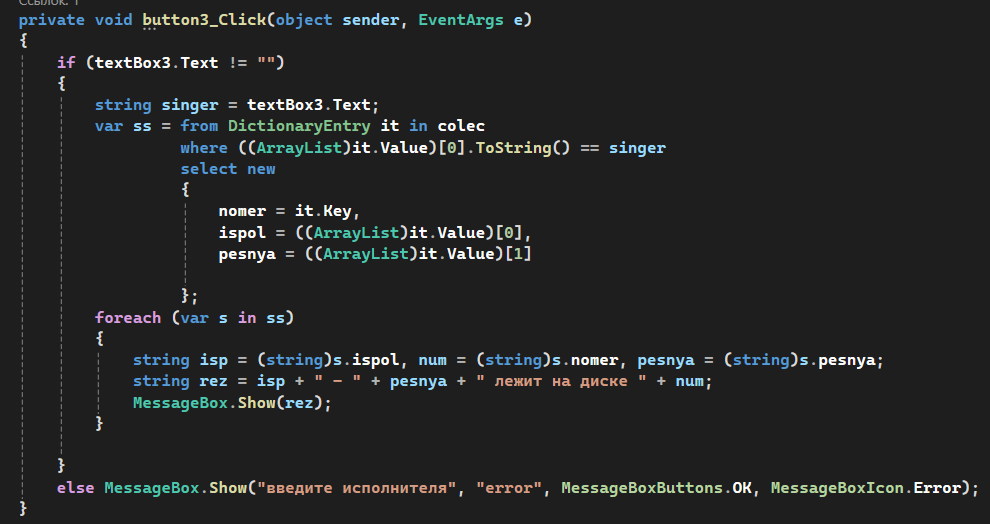 Ссылок: 1
private void button3_Click(object sender, EventArgs e)
{
    if (textBox3.Text != "")
    {
        string singer = textBox3.Text;
        var ss = from DictionaryEntry it in colec
                 where ((ArrayList)it.Value)[0].ToString() == singer
                 select new
                 {
                     nomer = it.Key,
                     ispol = ((ArrayList)it.Value)[0],
                     pesnya = ((ArrayList)it.Value)[1]

                 };
        foreach (var s in ss)
        {
            string isp = (string)s.ispol, num = (string)s.nomer, pesnya = (string)s.pesnya;
            string rez = isp + " - " + pesnya + " лежит на диске " + num;
            MessageBox.Show(rez);
        }

    }
    else MessageBox.Show("введите исполнителя", "error", MessageBoxButtons.OK, MessageBoxIcon.Error);
}